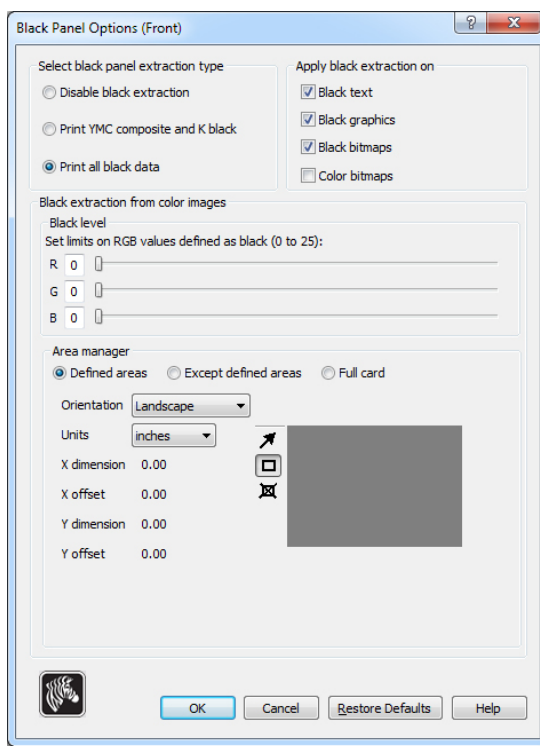 Black Panel Options (Front)
?
X
Select black panel extraction type
Disable black extraction
Print YMC composite and K black
Print all black data
Apply black extraction on
Black text
Black graphics
Black bitmaps
Color bitmaps
Black extraction from color images
Black level
Set limits on RGB values defined as black (0 to 25):
R 0
G 0
B 0
Area manager
Defined areas Except defined areas Full card
Orientation Landscape
Units inches
X dimension 0.00
X offset 0.00
Y dimension 0.00
Y offset 0.00
OK Cancel Restore Defaults Help